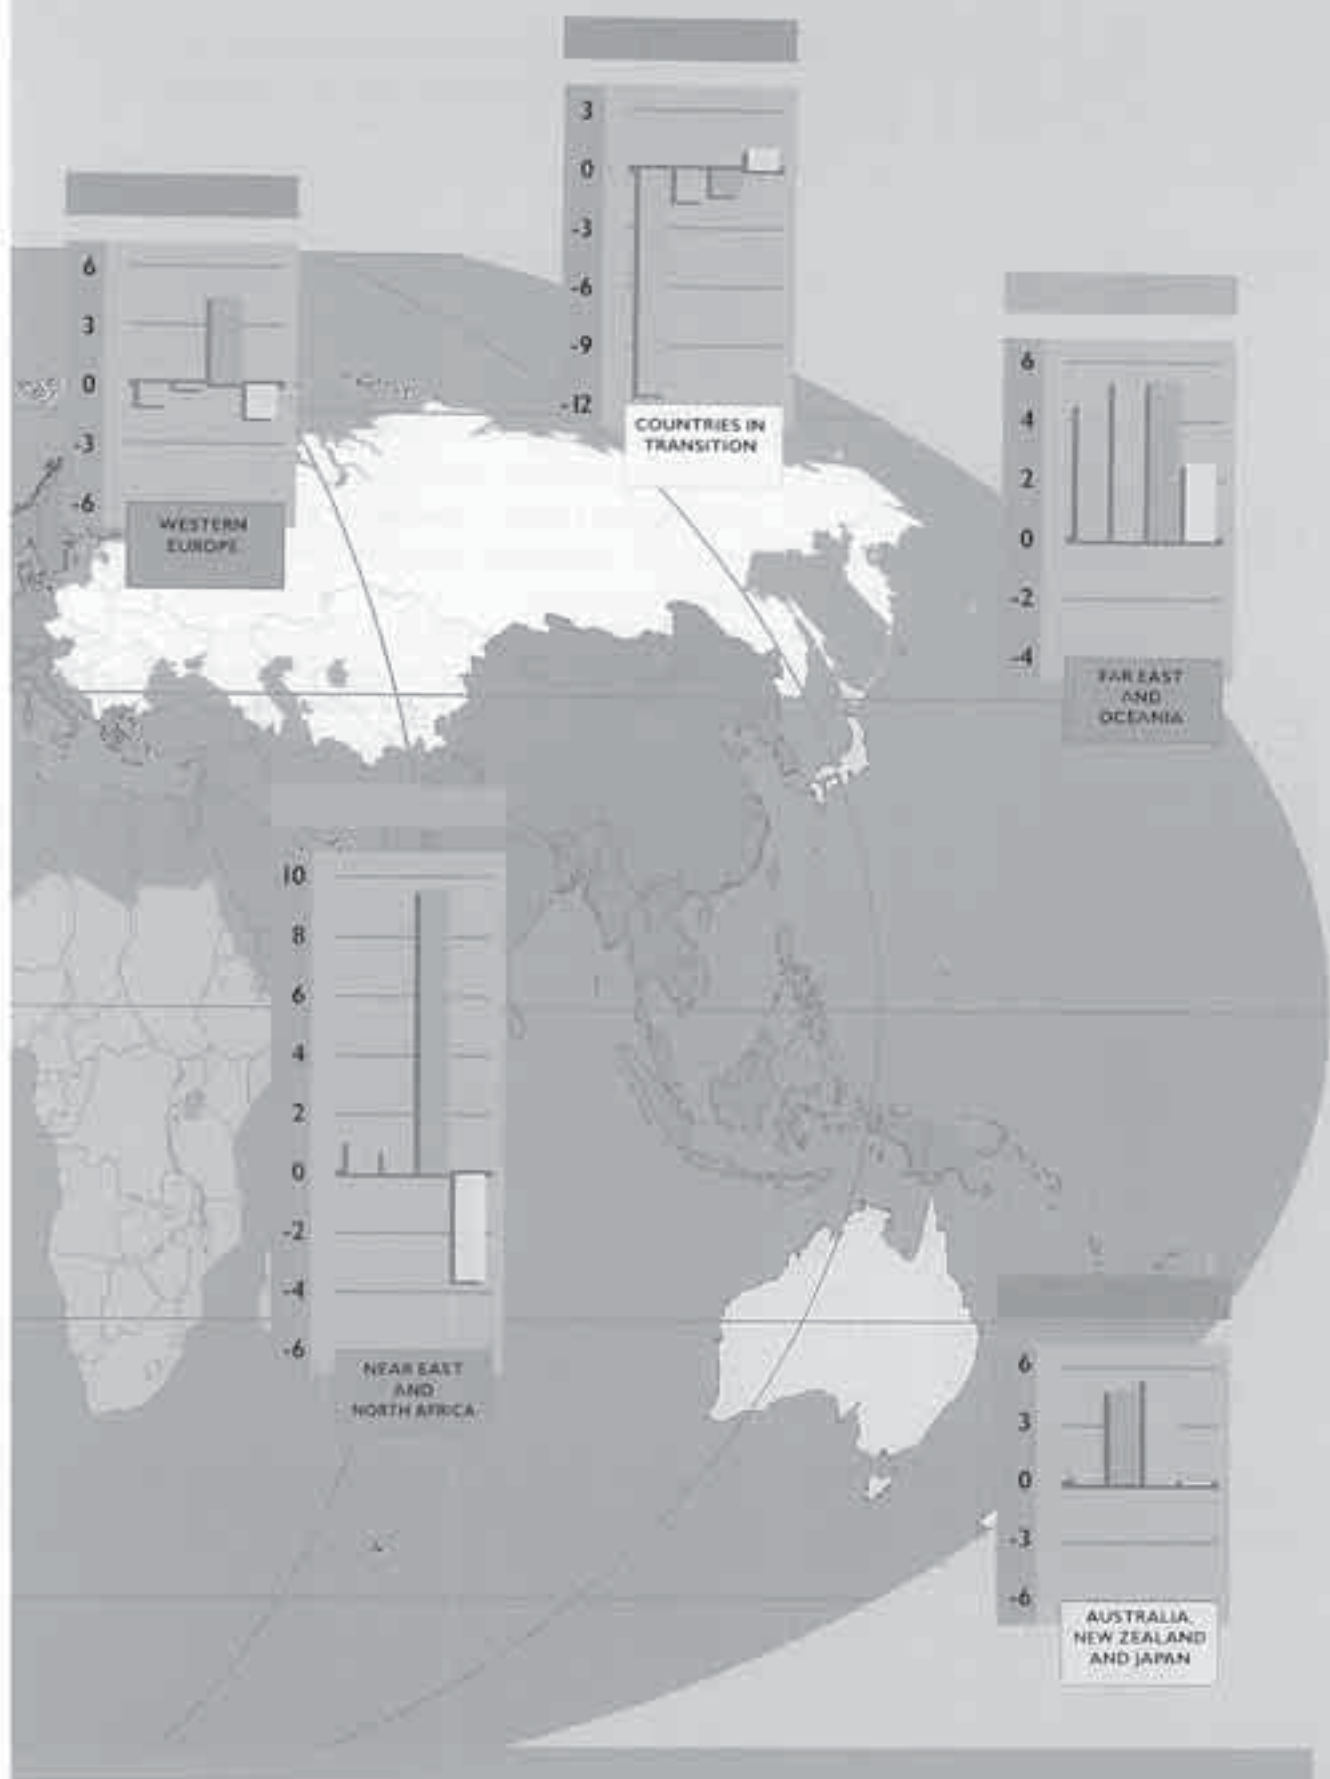 3
0
-3
-6
-9
-12
COUNTRIES IN
TRANSITION
6
3
0
-3
-6
WESTERN
EUROPE
6
4
2
0
-2
-4
FAR EAST
AND
OCEANIA
10
8
6
4
2
0
-2
-4
-6
NEAR EAST
AND
NORTH AFRICA
6
3
0
-3
-6
AUSTRALIA,
NEW ZEALAND
AND JAPAN